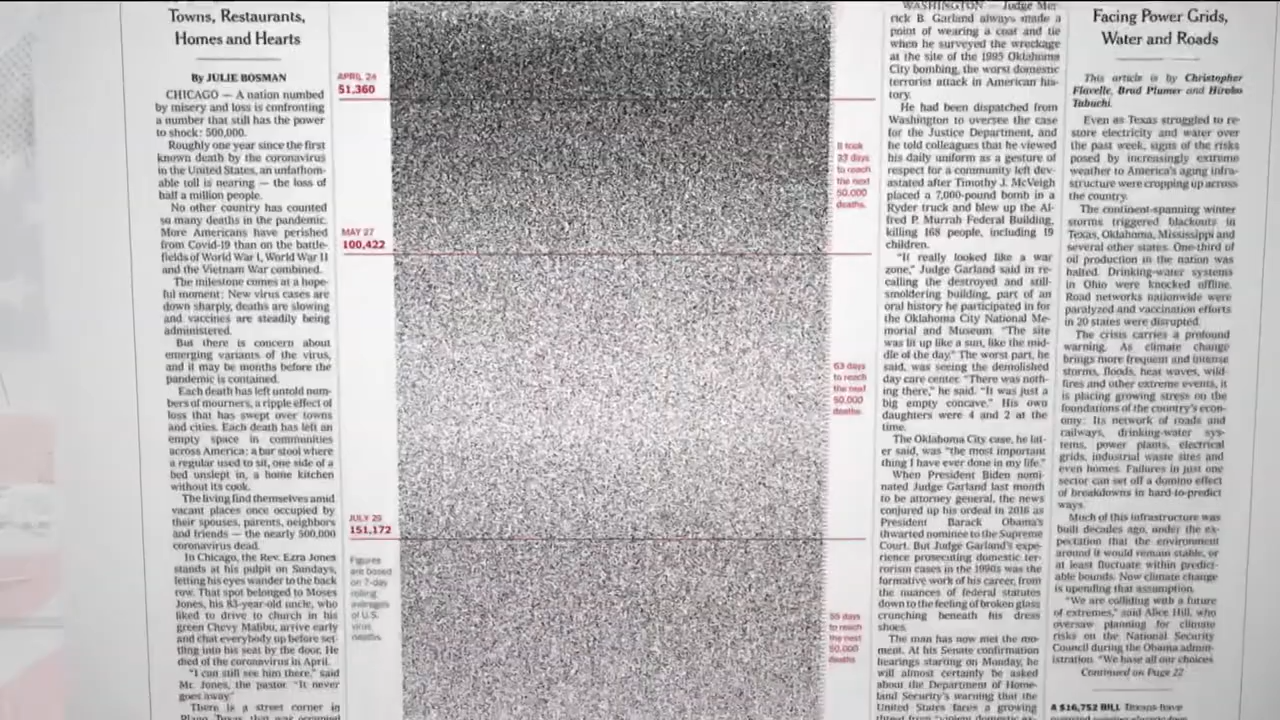 Towns, Restaurants,
Homes and Hearts
By JULIE BOSMAN
CHICAGO — A nation numbed
by misery and loss is confronting
a number that still has the power
to shock: 500,000.
Roughly one year since the first
known death by the coronavirus
in the United States, an unfathom-
able toll is nearing — the loss of
half a million people.
No other country has counted
so many deaths in the pandemic.
More Americans have perished
from Covid-19 than on the battle-
fields of World War I, World War II
and the Vietnam War combined.
The milestone comes at a hope-
ful moment: New virus cases are
down sharply, deaths are slowing
and vaccines are steadily being
administered.
But there is concern about
emerging variants of the virus,
and it may be months before the
pandemic is contained.
Each death has left untold num-
bers of mourners, a ripple effect of
loss that has swept over towns
and cities. Each death has left an
empty space in communities
across America: a bar stool where
a regular used to sit, one side of a
bed unslept in, a home kitchen
without its cook.
The living find themselves amid
vacant places once occupied by
their spouses, parents, neighbors
and friends — the nearly 500,000
coronavirus dead.
In Chicago, the Rev. Ezra Jones
stands at his pulpit on Sundays,
letting his eyes wander to the back
row. That spot belonged to Moses
Jones, his 83-year-old uncle, who
liked to drive to church in his
green Chevy Malibu, arrive early
and chat everybody up before set-
tling into his seat by the door. He
died of the coronavirus in April.
"I can still see him there," said
Mr. Jones, the pastor. "It never
goes away."
There is a street corner in
Plano, Texas, that was occupied
APRIL 24
51,360
MAY 27
100,422
JULY 29
151,172
Figures
are based
on 7-day
rolling
averages
of U.S.
virus
deaths.
It took
33 days
to reach
the next
50,000
deaths.
63 days
to reach
the next
50,000
deaths.
55 days
to reach
the next
50,000
deaths
WASHINGTON — Judge Mer-
rick B. Garland always made a
point of wearing a coat and tie
when he surveyed the wreckage
at the site of the 1995 Oklahoma
City bombing, the worst domestic
terrorist attack in American his-
tory.
He had been dispatched from
Washington to oversee the case
for the Justice Department, and
he told colleagues that he viewed
his daily uniform as a gesture of
respect for a community left dev-
astated after Timothy J. McVeigh
placed a 7,000-pound bomb in a
Ryder truck and blew up the Al-
fred P. Murrah Federal Building,
killing 168 people, including 19
children.
"It really looked like a war
zone," Judge Garland said in re-
calling the destroyed and still-
smoldering building, part of an
oral history he participated in for
the Oklahoma City National Me-
morial and Museum. "The site
was lit up like a sun, like the mid-
dle of the day." The worst part, he
said, was seeing the demolished
day care center. "There was noth-
ing there," he said. "It was just a
big empty concave." His own
daughters were 4 and 2 at the
time.
The Oklahoma City case, he lat-
er said, was "the most important
thing I have ever done in my life."
When President Biden nomi-
nated Judge Garland last month
to be attorney general, the news
conjured up his ordeal in 2016 as
President Barack Obama's
thwarted nominee to the Supreme
Court. But Judge Garland's expe-
rience prosecuting domestic ter-
rorism cases in the 1990s was the
formative work of his career, from
the nuances of federal statutes
down to the feeling of broken glass
crunching beneath his dress
shoes.
The man has now met the mo-
ment. At his Senate confirmation
hearings starting on Monday, he
will almost certainly be asked
about the Department of Home-
land Security's warning that the
United States faces a growing
threat from "violent domestic ex-
Facing Power Grids,
Water and Roads
This article is by Christopher
Flavelle, Brad Plumer and Hiroko
Tabuchi.
Even as Texas struggled to re-
store electricity and water over
the past week, signs of the risks
posed by increasingly extreme
weather to America's aging infra-
structure were cropping up across
the country.
The continent-spanning winter
storms triggered blackouts in
Texas, Oklahoma, Mississippi and
several other states. One-third of
oil production in the nation was
halted. Drinking-water systems
in Ohio were knocked offline.
Road networks nationwide were
paralyzed and vaccination efforts
in 20 states were disrupted.
The crisis carries a profound
warning. As climate change
brings more frequent and intense
storms, floods, heat waves, wild-
fires and other extreme events, it
is placing growing stress on the
foundations of the country's econ-
omy: Its network of roads and
railways, drinking-water sys-
tems, power plants, electrical
grids, industrial waste sites and
even homes. Failures in just one
sector can set off a domino effect
of breakdowns in hard-to-predict
ways.
Much of this infrastructure was
built decades ago, under the ex-
pectation that the environment
around it would remain stable, or
at least fluctuate within predict-
able bounds. Now climate change
is upending that assumption.
"We are colliding with a future
of extremes," said Alice Hill, who
oversaw planning for climate
risks on the National Security
Council during the Obama admin-
istration. "We base all our choices
Continued on Page 22
A $16,752 BILL Texans have